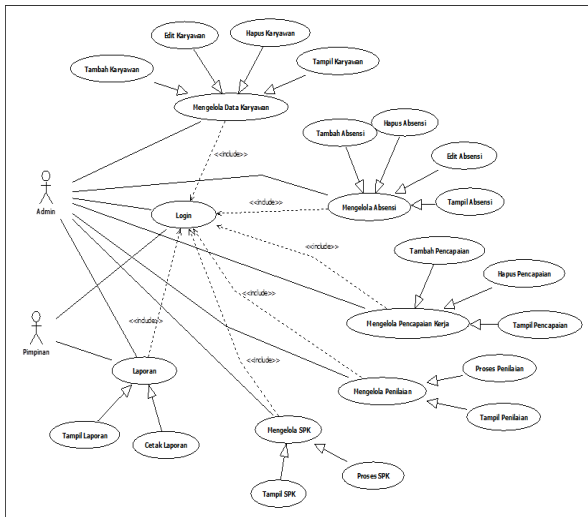 Edit Karyawan
Hapus Karyawan
Tambah Karyawan
Tampil Karyawan
Mengelola Data Karyawan
Hapus Absensi
Tambah Absensi
Edit Absensi
<<include>>
Admin
Login
<<include>>
Mengelola Absensi
Tampil Absensi
Tambah Pencapaian
<<include>>
Hapus Pencapaian
<<include>>
<<include>>
Mengelola Pencapaian Kerja
Tampil Pencapaian
Pimpinan
<<include>>
Laporan
Proses Penilaian
Mengelola Penilaian
Tampil Penilaian
Tampil Laporan
Cetak Laporan
Mengelola SPK
Proses SPK
Tampil SPK